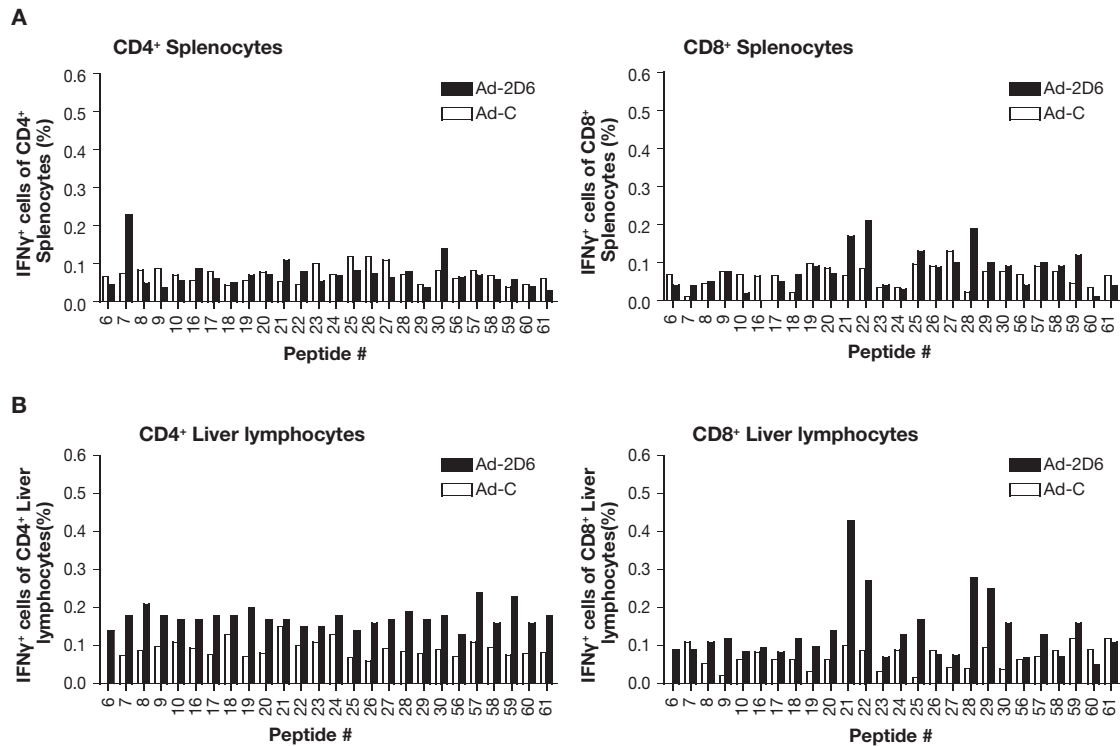 A
CD4⁺ Splenocytes
IFNγ⁺ cells of CD4⁺
Splenocytes (%)
0.6
0.5
0.4
0.3
0.2
0.1
0.0
Ad-2D6
Ad-C
6 7 8 9 10 16 17 18 19 20 21 22 23 24 25 26 27 28 29 30 56 57 58 59 60 61
Peptide #
CD8⁺ Splenocytes
IFNγ⁺ cells of CD8⁺
Splenocytes (%)
0.6
0.5
0.4
0.3
0.2
0.1
0.0
Ad-2D6
Ad-C
6 7 8 9 10 16 17 18 19 20 21 22 23 24 25 26 27 28 29 30 56 57 58 59 60 61
Peptide #
B
CD4⁺ Liver lymphocytes
IFNγ⁺ cells of CD4⁺ Liver
lymphocytes(%)
0.6
0.5
0.4
0.3
0.2
0.1
0.0
Ad-2D6
Ad-C
6 7 8 9 10 16 17 18 19 20 21 22 23 24 25 26 27 28 29 30 56 57 58 59 60 61
Peptide #
CD8⁺ Liver lymphocytes
IFNγ⁺ cells of CD8⁺ Liver
lymphocytes(%)
0.6
0.5
0.4
0.3
0.2
0.1
0.0
Ad-2D6
Ad-C
6 7 8 9 10 16 17 18 19 20 21 22 23 24 25 26 27 28 29 30 56 57 58 59 60 61
Peptide #